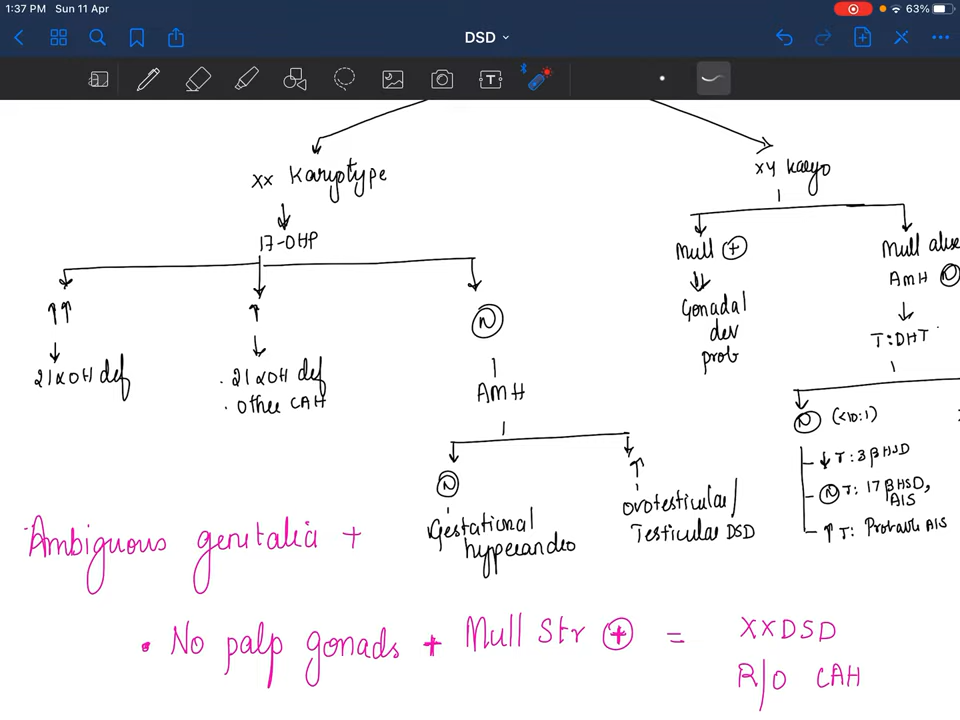 1:37 PM Sun 11 Apr
63%
DSD
T
xx Karyotype
17-OHP
↑↑
21αOH def
↑
. 21αOH def
. Other CAH
N
AMH
N
Gestational
hyperandro
↑
Ovotesticular/
Testicular DSD
XY Karyo
Mull +
Gonadal
dev
prob
Mull
AMH N
T:DHT
N (<10:1)
↓ T: 3βHSD
N T: 17βHSD,
AIS
↑ T: Probable AIS
Ambiguous genitalia +
. No palp gonads + Mull Str + = XXDSD
R/O CAH